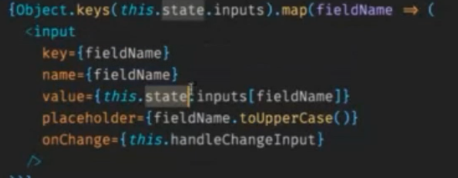 {Object.keys(this.state.inputs).map(fieldName => (
<input
key={fieldName}
name={fieldName}
value={this.state.inputs[fieldName]}
placeholder={fieldName.toUpperCase()}
onChange={this.handleChangeInput}
/>